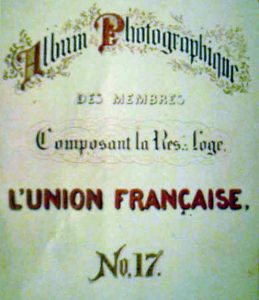 Album Photographique
DES MEMBRES
Composant la Res∴ Loge.
L'UNION FRANÇAISE.
No. 17.